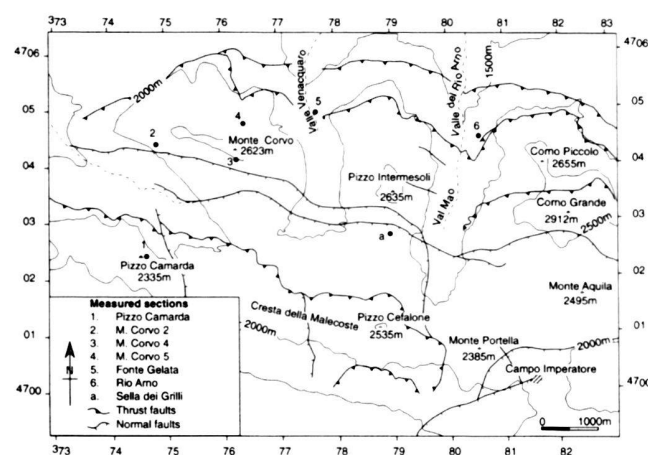 373 74 75 76 77 78 79 80 81 82 83
4706 4706
2000m
Valle Venacquaro
Valle del Rio Arno
1500m
05 05
4
5
2
6
Monte Corvo
2623m
3
Corno Piccolo
2655m
04 04
Pizzo Intermesoli
2635m
Val Mao
Corno Grande
2912m
2500m
03 03
a
1
Pizzo Camarda
2335m
02 02
Monte Aquila
2495m
Measured sections
1. Pizzo Camarda
2. M. Corvo 2
3. M. Corvo 4
4. M. Corvo 5
5. Fonte Gelata
6. Rio Arno
a. Sella dei Grilli
Thrust faults
Normal faults
N
Cresta della Malecoste
2000m
Pizzo Cefalone
2535m
01 01
Monte Portella
2385m
2000m
Campo Imperatore
4700 4700
0 1000m
373 74 75 76 77 78 79 80 81 82